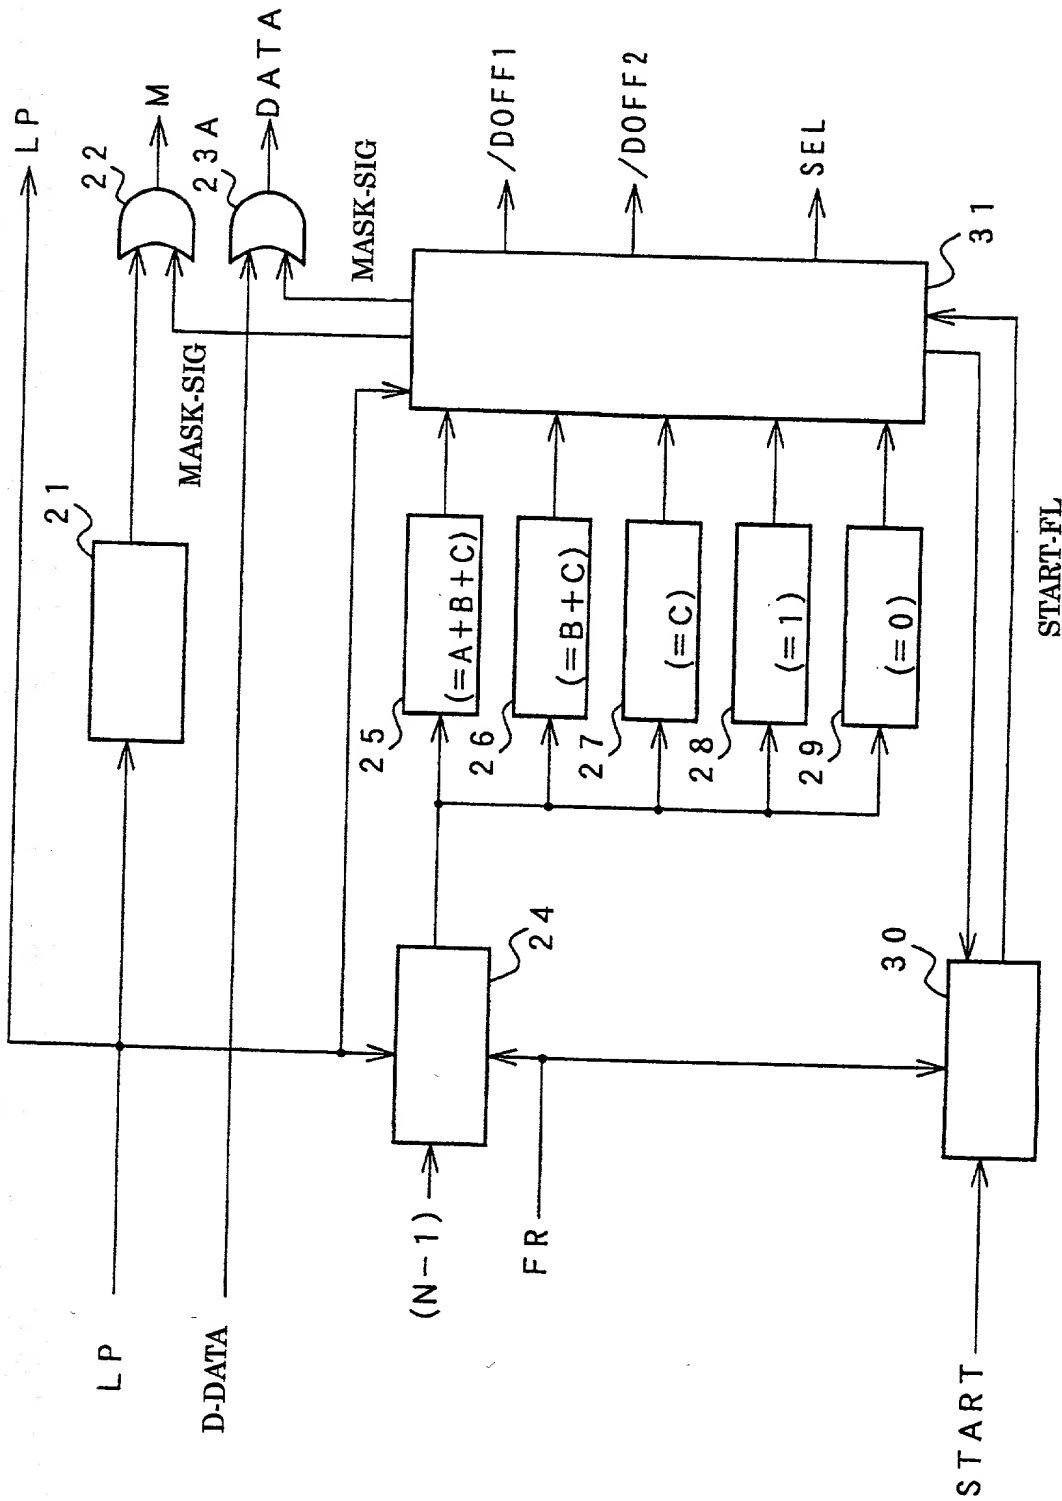 LP
22
M
23A
DATA
MASK-SIG
MASK-SIG
/DOFF1
/DOFF2
SEL
31
21
25
(=A+B+C)
26
(=B+C)
27
(=C)
28
(=1)
29
(=0)
START-FL
24
30
LP
D-DATA
(N-1)
FR
START